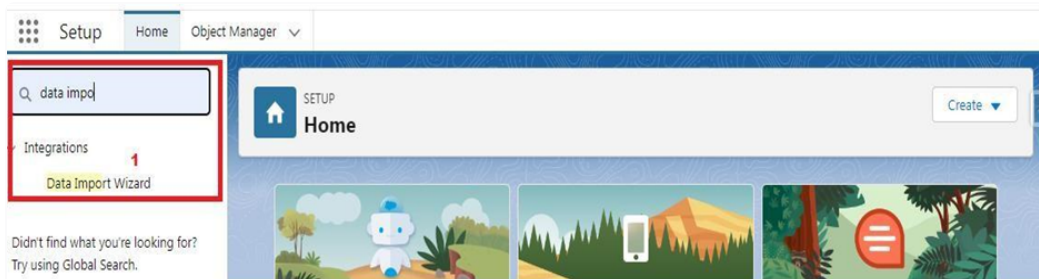 Setup Home Object Manager
data impo
Integrations
1
Data Import Wizard
Didn't find what you're looking for?
Try using Global Search.
SETUP
Home
Create